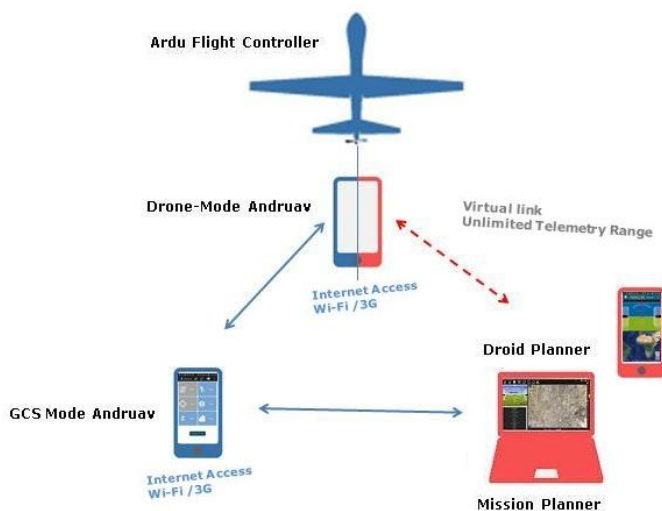 Ardu Flight Controller
Drone-Mode Andruav
Virtual link
Unlimited Telemetry Range
Internet Access
Wi-Fi /3G
Droid Planner
GCS Mode Andruav
Internet Access
Wi-Fi /3G
Mission Planner